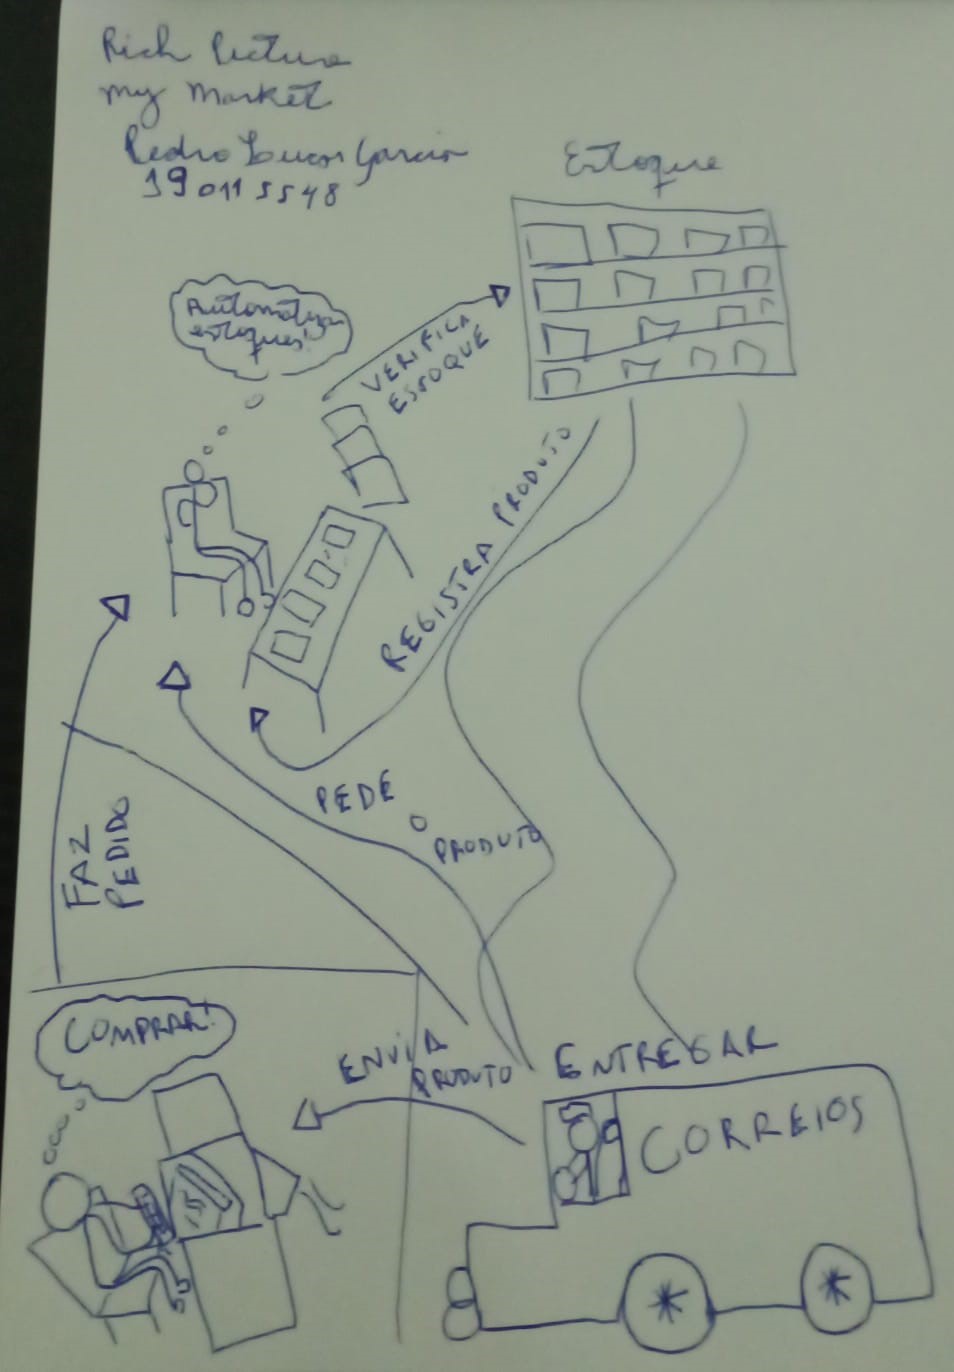 Rich Picture
my Market
Pedro Lucas Garcia
190115548
Estoque
Automatizar
estoques!
VERIFICA
ESTOQUE
REGISTRA PRODUTO
PEDE
O
PRODUTO
FAZ
PEDIDO
COMPRAR!
ENVIA
PRODUTO
ENTREGAR
CORREIOS